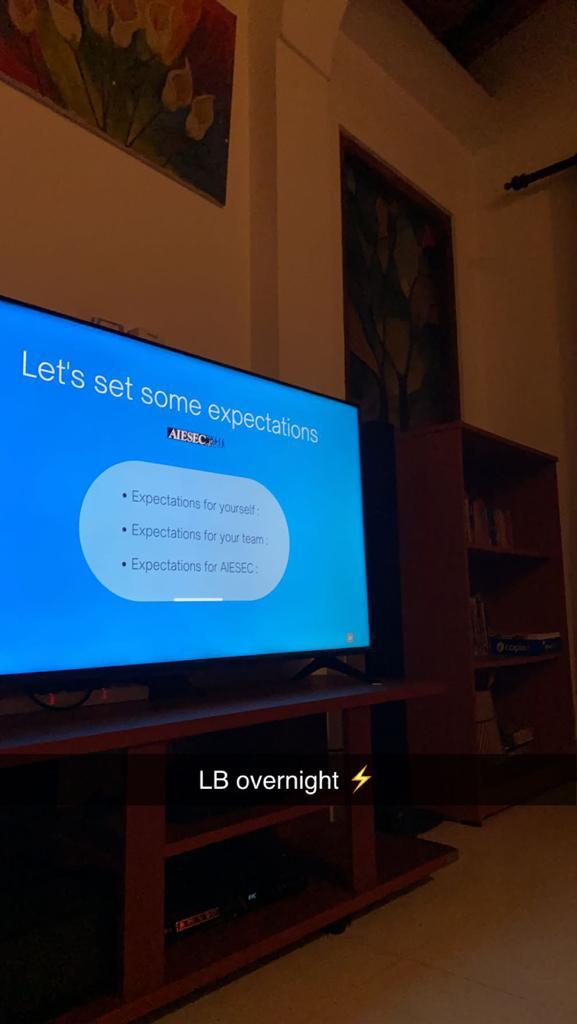 Let's set some expectations
AIESEC
• Expectations for yourself :
• Expectations for your team :
• Expectations for AIESEC :
LB overnight ⚡